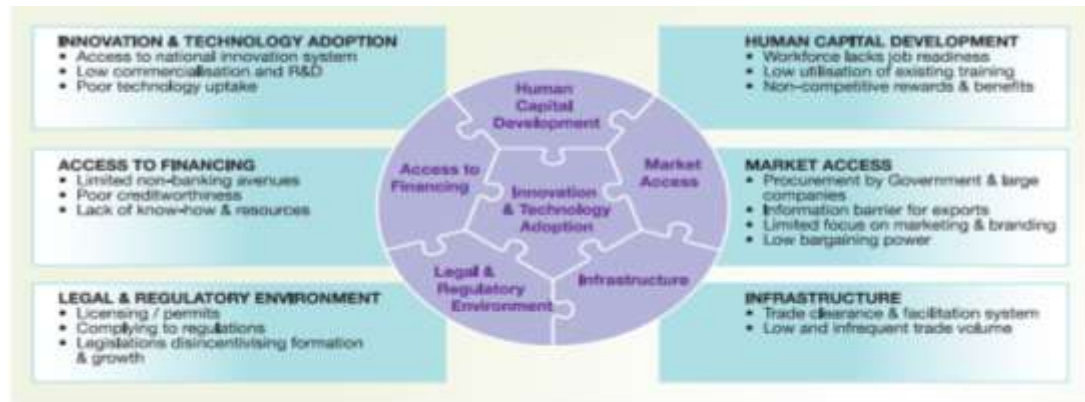 INNOVATION & TECHNOLOGY ADOPTION
• Access to national innovation system
• Low commercialisation and R&D
• Poor technology uptake
ACCESS TO FINANCING
• Limited non-banking avenues
• Poor creditworthiness
• Lack of know-how & resources
LEGAL & REGULATORY ENVIRONMENT
• Licensing / permits
• Complying to regulations
• Legislations disincentivising formation
& growth
Human
Capital
Development
Access to
Financing
Market
Access
Innovation
& Technology
Adoption
Legal &
Regulatory
Environment
Infrastructure
HUMAN CAPITAL DEVELOPMENT
• Workforce lacks job readiness
• Low utilisation of existing training
• Non-competitive rewards & benefits
MARKET ACCESS
• Procurement by Government & large
companies
• Information barrier for exports
• Limited focus on marketing & branding
• Low bargaining power
INFRASTRUCTURE
• Trade clearance & facilitation system
• Low and infrequent trade volume